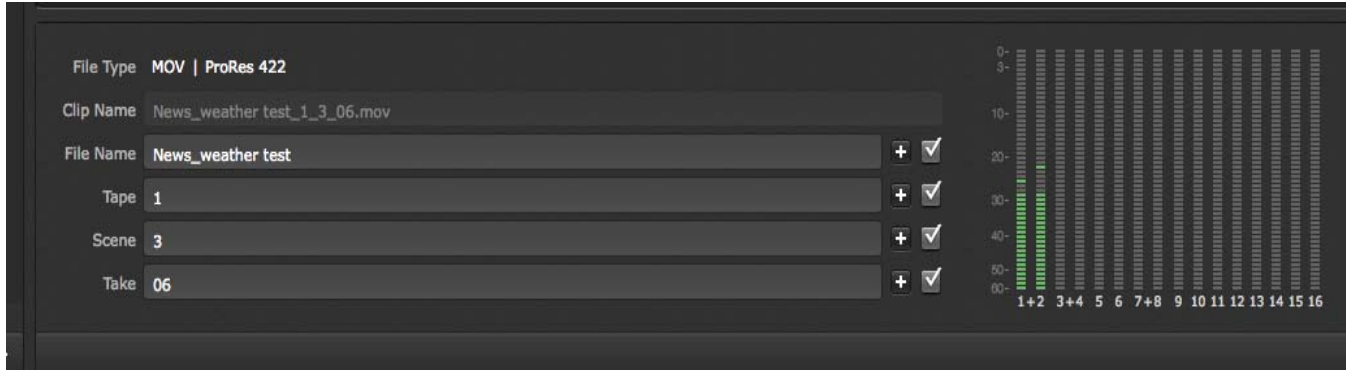 File Type MOV | ProRes 422
Clip Name News_weather test_1_3_06.mov
File Name News_weather test +
Tape 1 +
Scene 3 +
Take 06 +
0-
3-
10-
20-
30-
40-
50-
60-
1+2 3+4 5 6 7+8 9 10 11 12 13 14 15 16